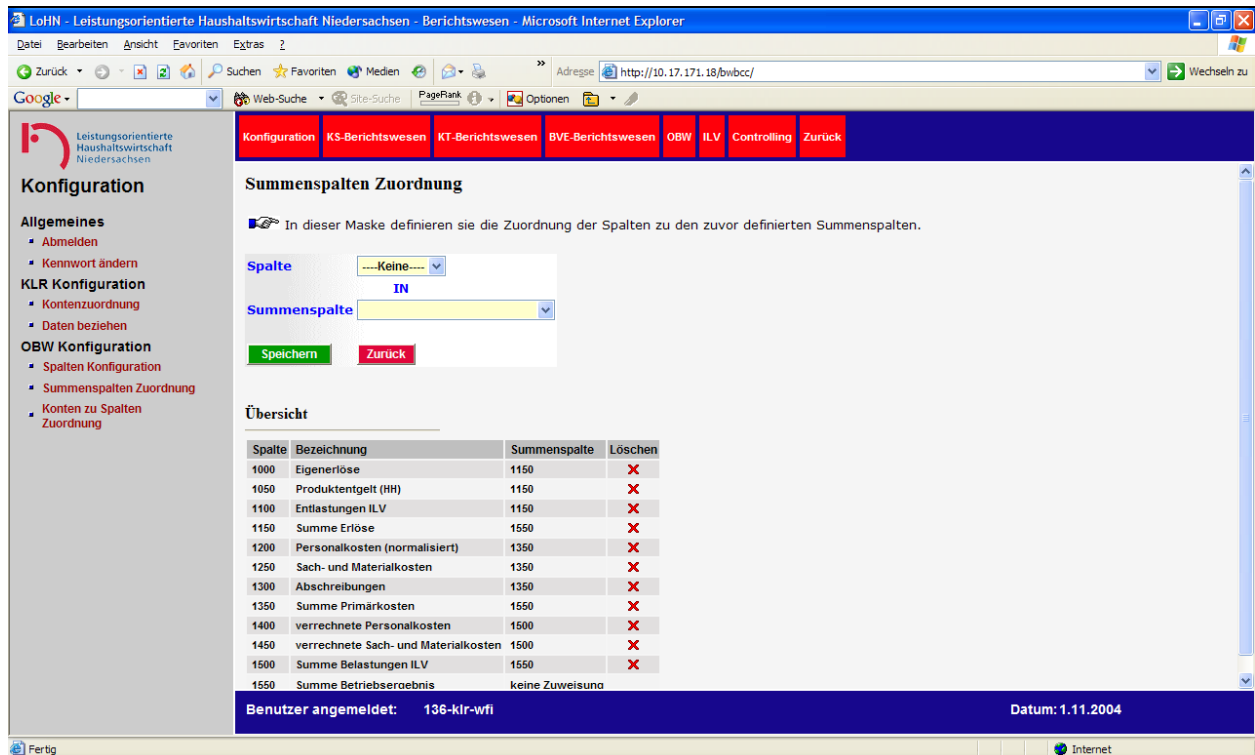 LoHN - Leistungsorientierte Haushaltswirtschaft Niedersachsen - Berichtswesen - Microsoft Internet Explorer
Datei Bearbeiten Ansicht Favoriten Extras ?
Zurück Suchen Favoriten Medien » Adresse http://10.17.171.18/bwbcc/ Wechseln zu
Google Web-Suche Site-Suche PageRank Optionen
Leistungsorientierte
Haushaltswirtschaft
Niedersachsen
Konfiguration KS-Berichtswesen KT-Berichtswesen BVE-Berichtswesen OBW ILV Controlling Zurück
Konfiguration
Allgemeines
Abmelden
Kennwort ändern
KLR Konfiguration
Kontenzuordnung
Daten beziehen
OBW Konfiguration
Spalten Konfiguration
Summenspalten Zuordnung
Konten zu Spalten
Zuordnung
Summenspalten Zuordnung
In dieser Maske definieren sie die Zuordnung der Spalten zu den zuvor definierten Summenspalten.
Spalte ----Keine----
IN
Summenspalte
Speichern Zurück
Übersicht
Spalte Bezeichnung Summenspalte Löschen
1000 Eigenerlöse 1150
1050 Produktentgelt (HH) 1150
1100 Entlastungen ILV 1150
1150 Summe Erlöse 1550
1200 Personalkosten (normalisiert) 1350
1250 Sach- und Materialkosten 1350
1300 Abschreibungen 1350
1350 Summe Primärkosten 1550
1400 verrechnete Personalkosten 1500
1450 verrechnete Sach- und Materialkosten 1500
1500 Summe Belastungen ILV 1550
1550 Summe Betriebsergebnis keine Zuweisung
Benutzer angemeldet: 136-klr-wfi Datum: 1.11.2004
Fertig Internet